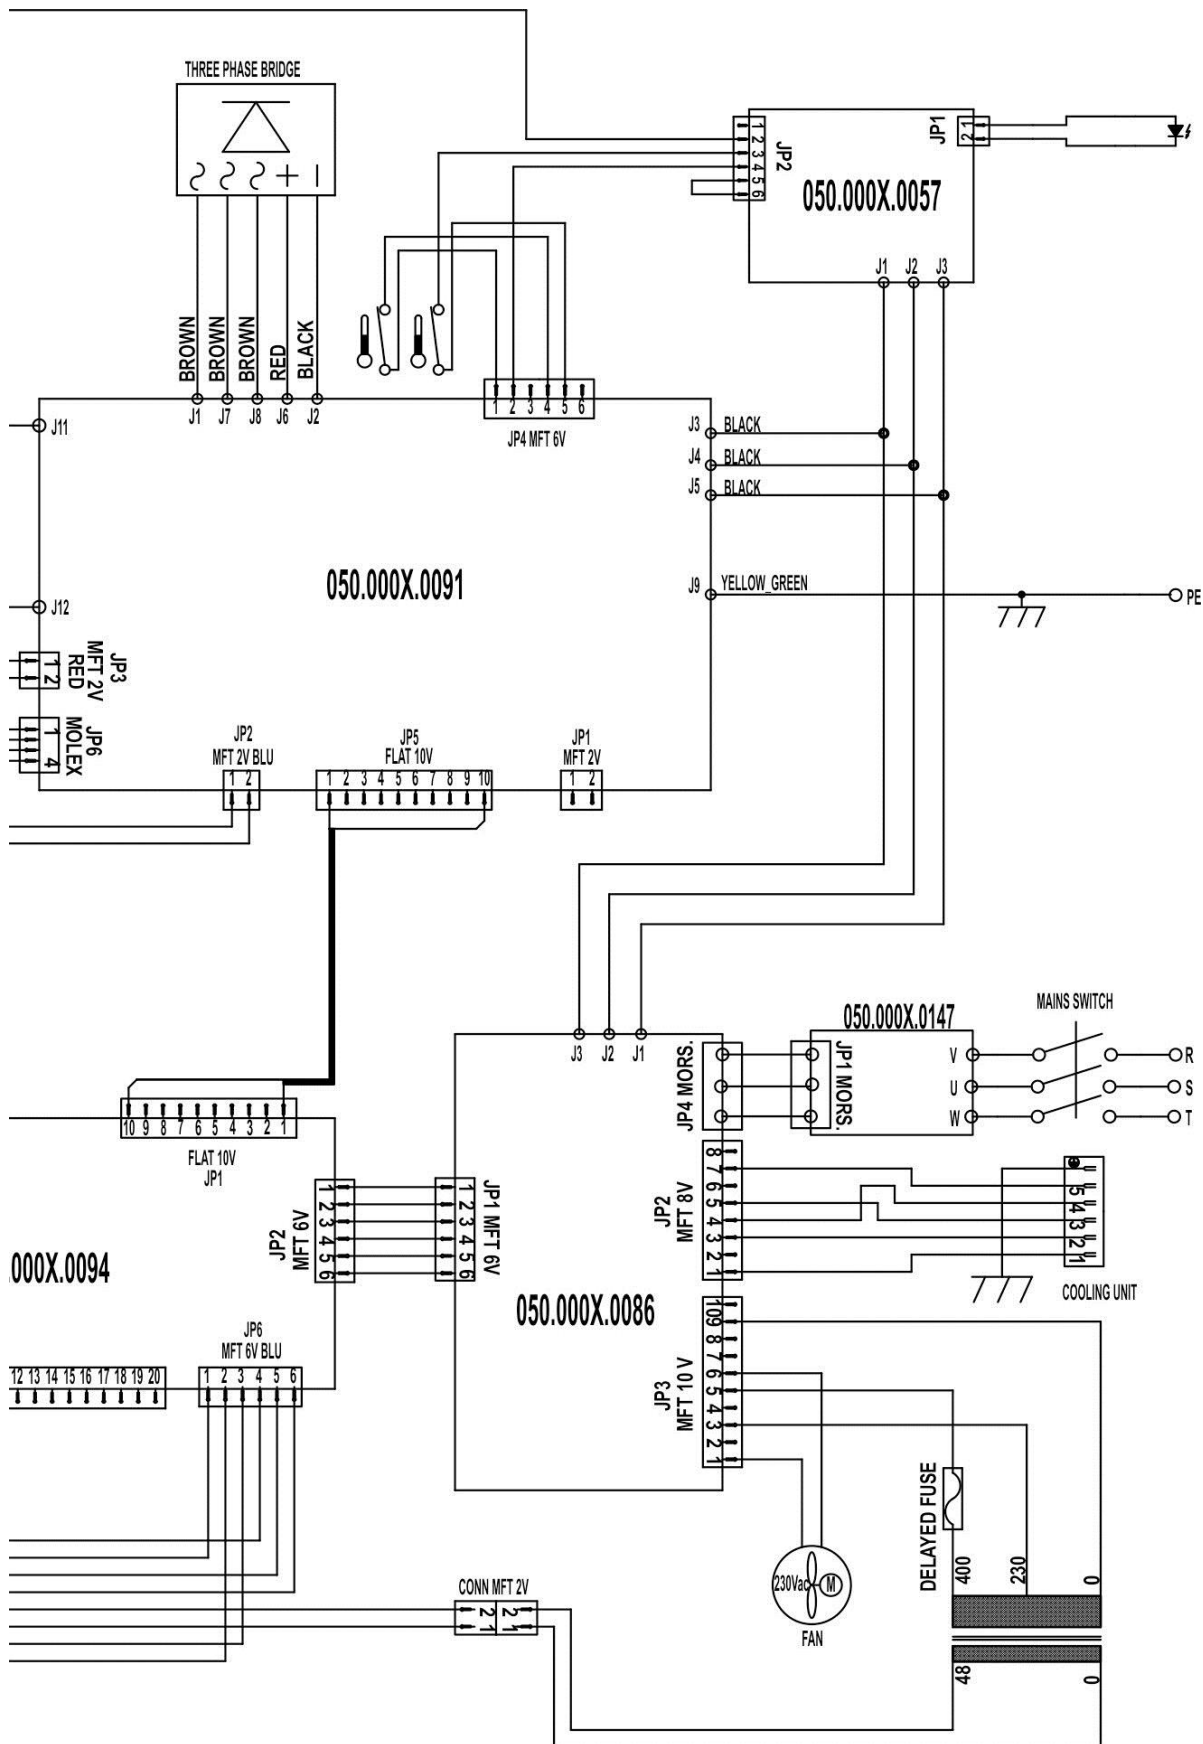 THREE PHASE BRIDGE
+
BROWN
BROWN
BROWN
RED
BLACK
J1
J7
J8
J6
J2
1
2
3
4
5
6
JP2
JP1
1
2
050.000X.0057
J1
J2
J3
J11
1 2 3 4 5 6
JP4 MFT 6V
J3
BLACK
J4
BLACK
J5
BLACK
050.000X.0091
J9
YELLOW_GREEN
PE
J12
1
2
JP3
MFT 2V
RED
1
4
JP6
MOLEX
JP2
MFT 2V BLU
1 2
JP5
FLAT 10V
1 2 3 4 5 6 7 8 9 10
JP1
MFT 2V
1 2
J3
J2
J1
JP4 MORS.
050.000X.0147
JP1 MORS.
V
U
W
MAINS SWITCH
R
S
T
10 9 8 7 6 5 4 3 2 1
FLAT 10V
JP1
JP2
MFT 6V
1
2
3
4
5
6
1
2
3
4
5
6
JP1 MFT 6V
JP2
MFT 8V
8
7
6
5
4
3
2
1
5
4
3
2
1
COOLING UNIT
.000X.0094
050.000X.0086
JP6
MFT 6V BLU
12 13 14 15 16 17 18 19 20
1 2 3 4 5 6
JP3
MFT 10 V
10
9
8
7
6
5
4
3
2
1
DELAYED FUSE
400
230
0
230Vac
M
FAN
CONN MFT 2V
2
1
2
1
48
0